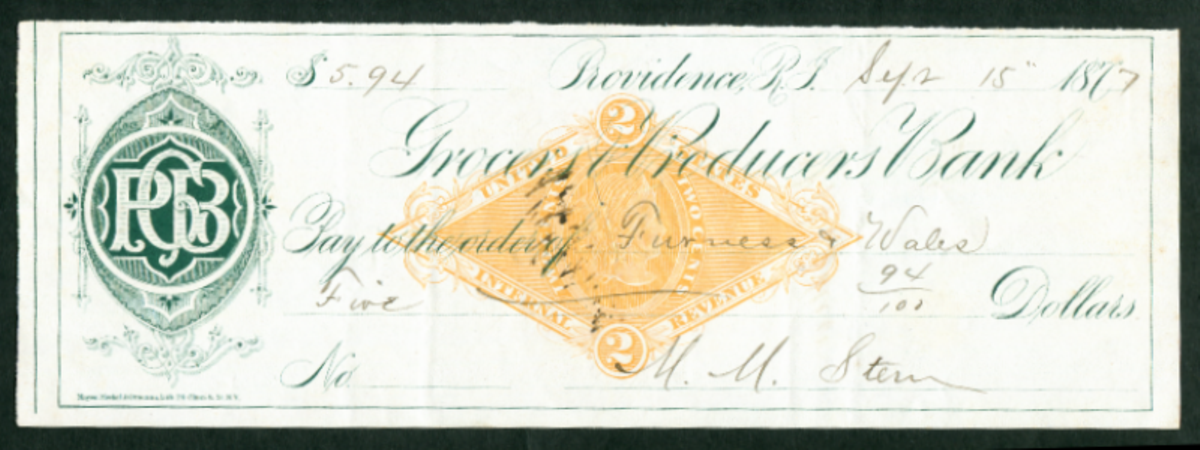 $ 5.94 Providence, R.I. Sept 15" 1877
Grocers & Producers Bank
PGB
Pay to the order of Furness & Wales
Five 94/100 Dollars
No M. M. Stern
2
UNITED STATES
TWO CENTS
INTERNAL REVENUE
2